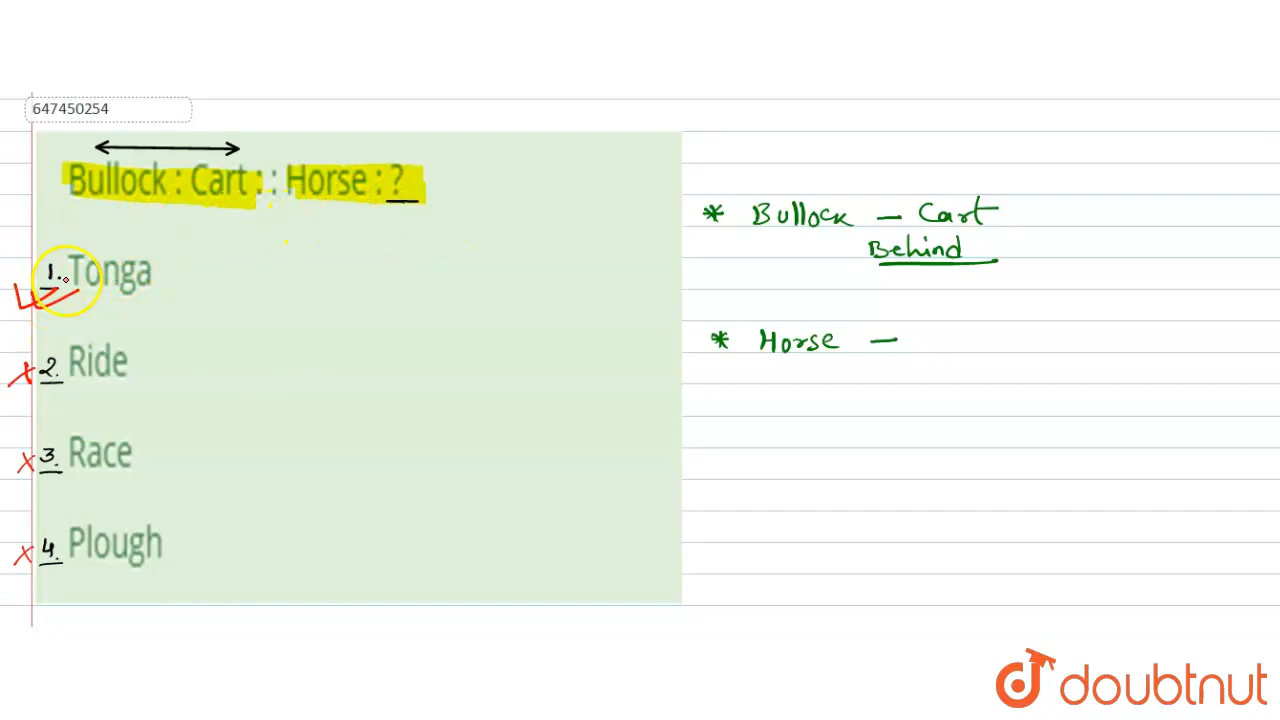 647450254
Bullock : Cart : : Horse : ?
1. Tonga
2. Ride
3. Race
4. Plough
* Bullock – Cart
Behind
* Horse –
doubtnut